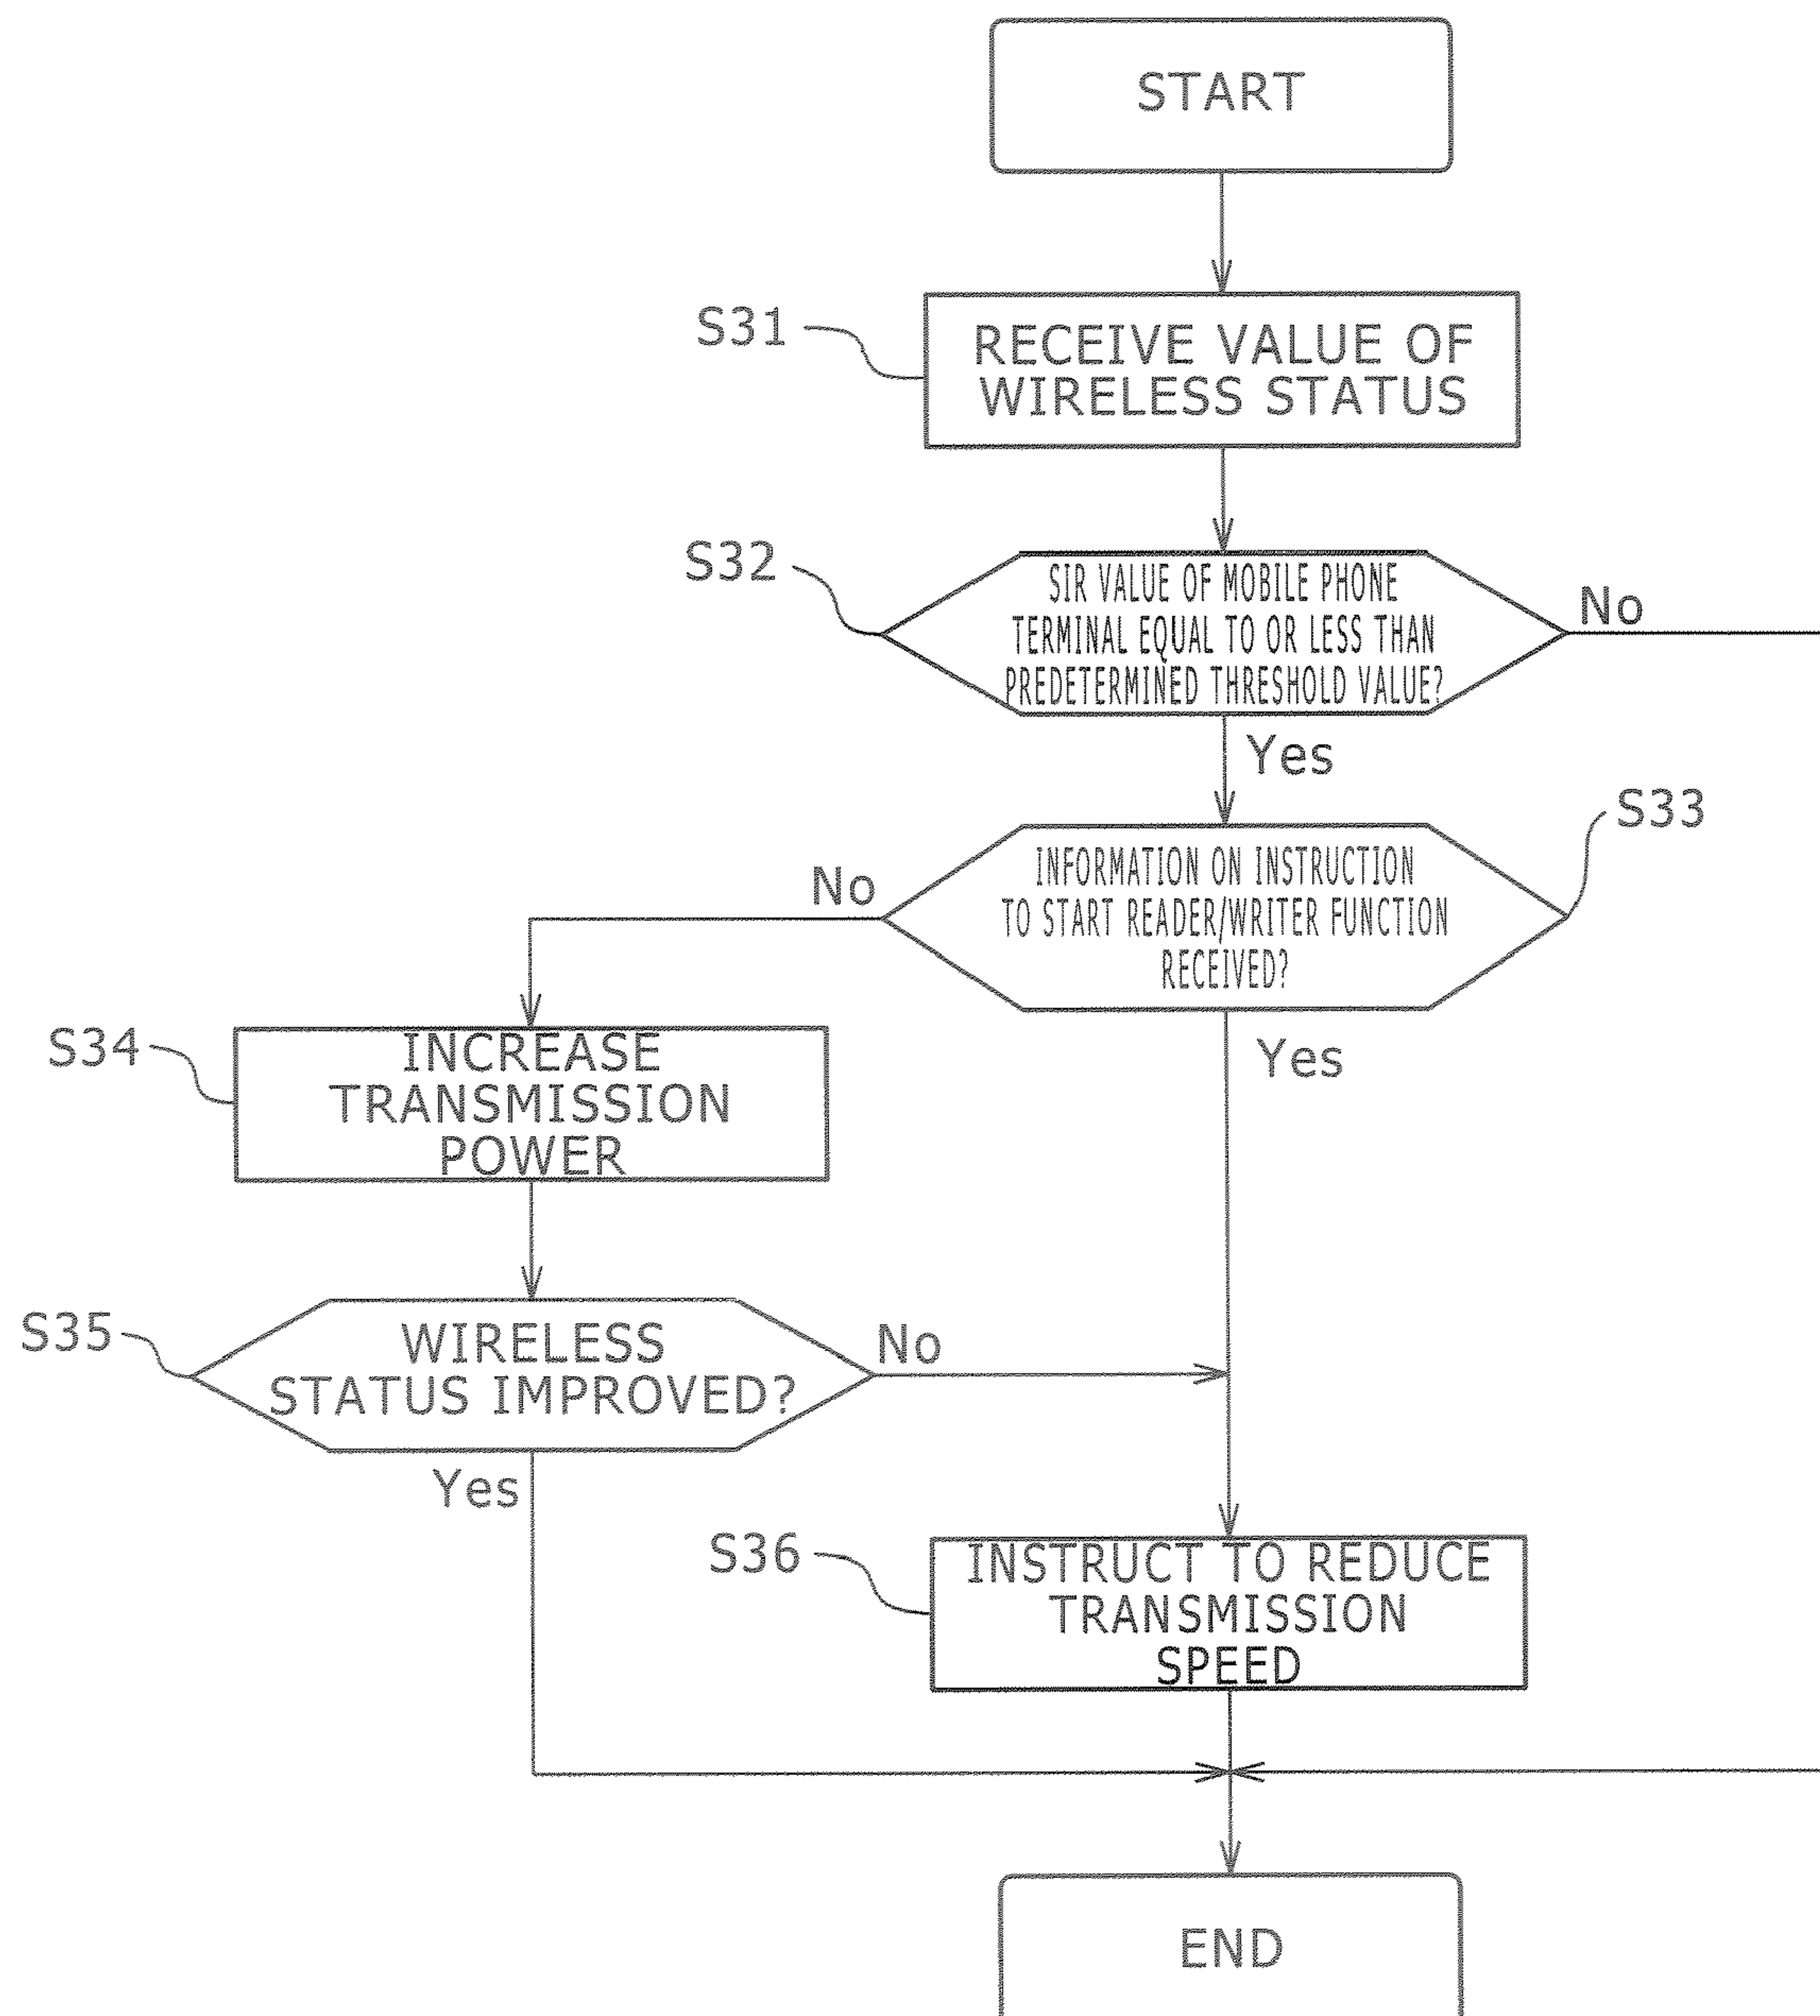 START
S31
RECEIVE VALUE OF
WIRELESS STATUS
S32
SIR VALUE OF MOBILE PHONE
TERMINAL EQUAL TO OR LESS THAN
PREDETERMINED THRESHOLD VALUE?
No
Yes
S33
INFORMATION ON INSTRUCTION
TO START READER/WRITER FUNCTION
RECEIVED?
No
Yes
S34
INCREASE
TRANSMISSION
POWER
S35
WIRELESS
STATUS IMPROVED?
No
Yes
S36
INSTRUCT TO REDUCE
TRANSMISSION
SPEED
END